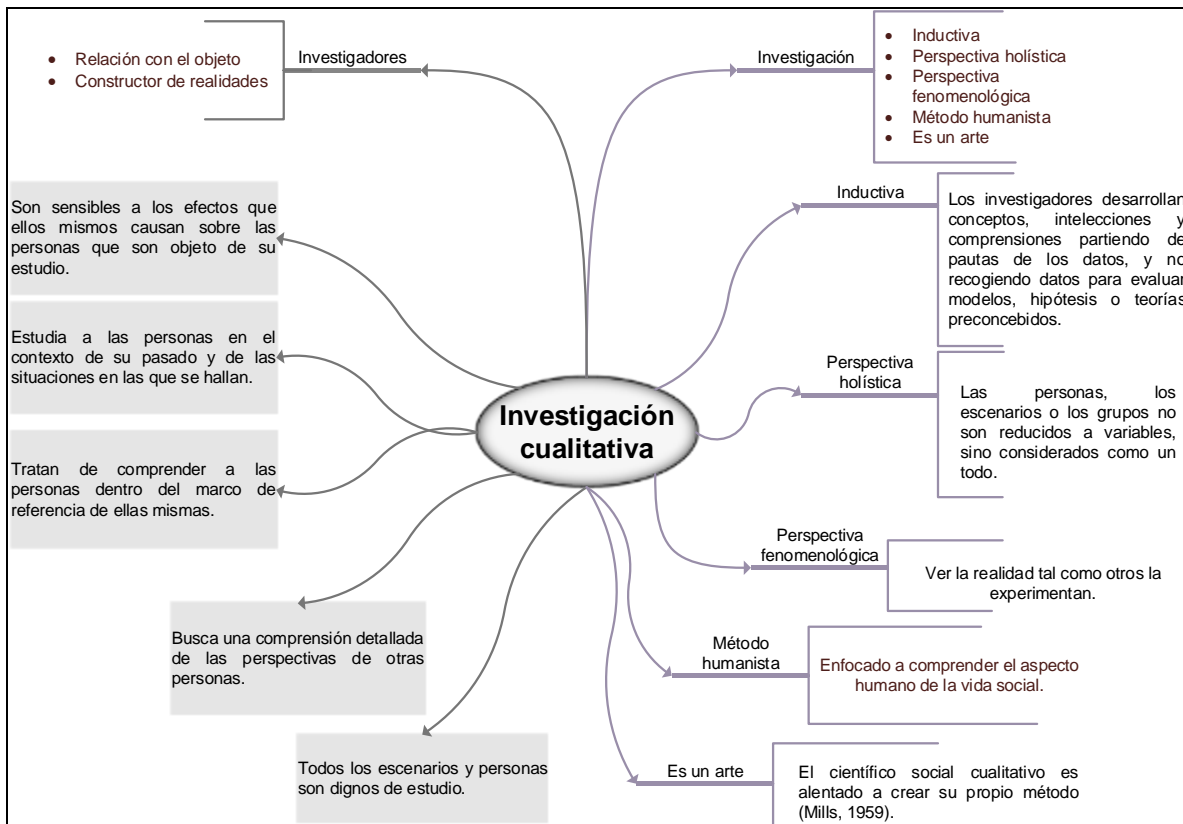 Investigadores
• Relación con el objeto
• Constructor de realidades
Son sensibles a los efectos que
ellos mismos causan sobre las
personas que son objeto de su
estudio.
Estudia a las personas en el
contexto de su pasado y de las
situaciones en las que se hallan.
Tratan de comprender a las
personas dentro del marco de
referencia de ellas mismas.
Busca una comprensión detallada
de las perspectivas de otras
personas.
Todos los escenarios y personas
son dignos de estudio.
Investigación
cualitativa
Investigación
• Inductiva
• Perspectiva holística
• Perspectiva
fenomenológica
• Método humanista
• Es un arte
Inductiva
Los investigadores desarrollan
conceptos, intelecciones y
comprensiones partiendo de
pautas de los datos, y no
recogiendo datos para evaluar
modelos, hipótesis o teorías
preconcebidos.
Perspectiva
holística
Las personas, los
escenarios o los grupos no
son reducidos a variables,
sino considerados como un
todo.
Perspectiva
fenomenológica
Ver la realidad tal como otros la
experimentan.
Método
humanista
Enfocado a comprender el aspecto
humano de la vida social.
Es un arte
El científico social cualitativo es
alentado a crear su propio método
(Mills, 1959).